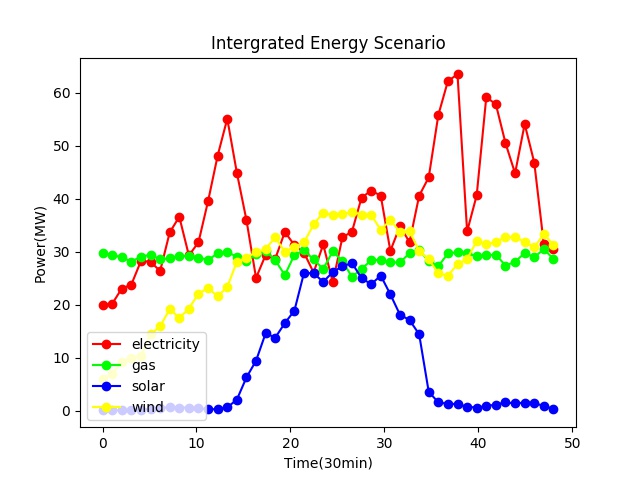 Intergrated Energy Scenario
Power(MW)
60
50
40
30
20
10
0
electricity
gas
solar
wind
0 10 20 30 40 50
Time(30min)